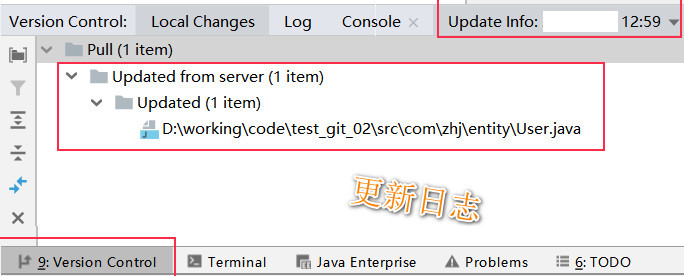 Version Control: Local Changes Log Console × Update Info: 12:59
Pull (1 item)
Updated from server (1 item)
Updated (1 item)
D:\working\code\test_git_02\src\com\zhj\entity\User.java
更新日志
9: Version Control Terminal Java Enterprise Problems 6: TODO